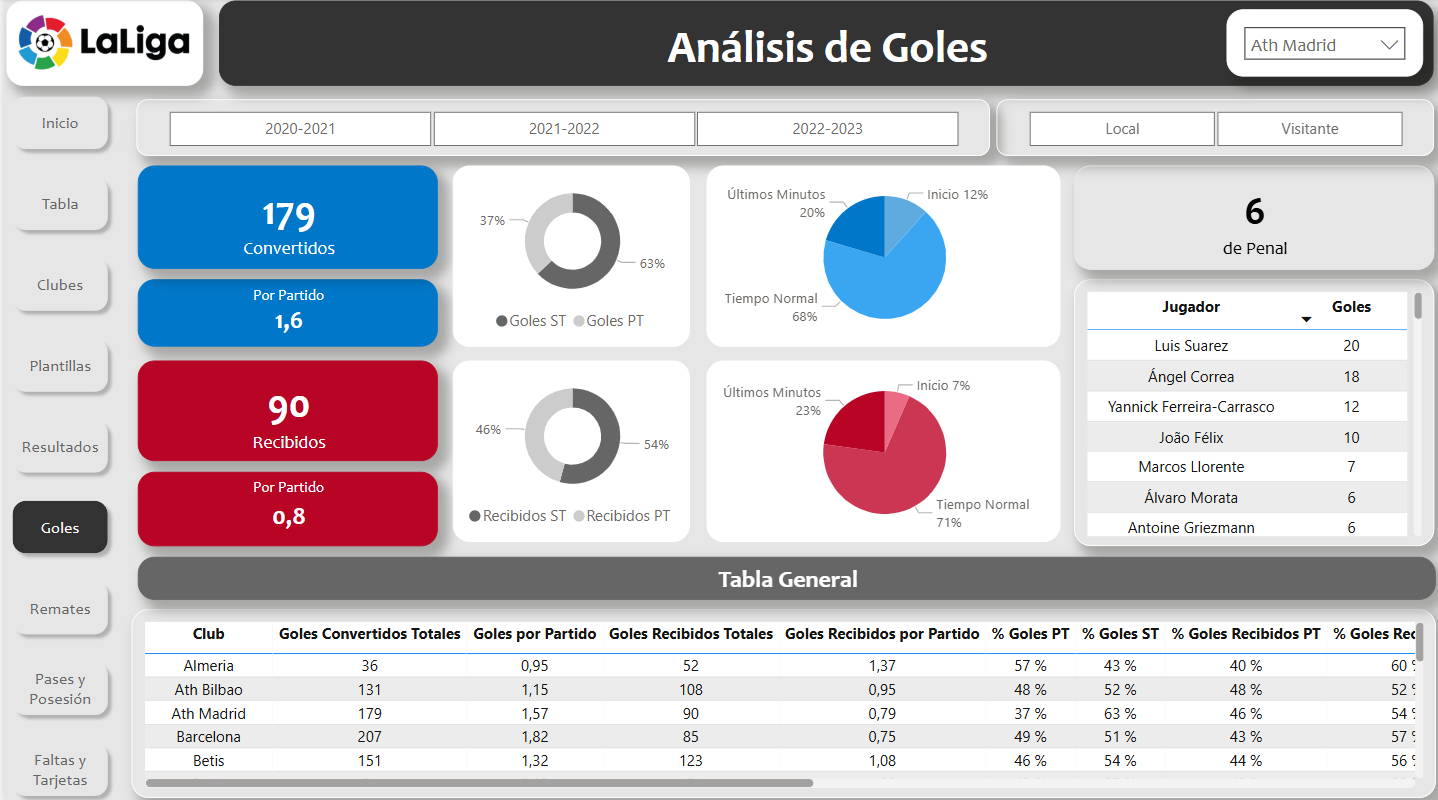 LaLiga
Análisis de Goles
Ath Madrid
Inicio
Tabla
Clubes
Plantillas
Resultados
Goles
Remates
Pases y
Posesión
Faltas y
Tarjetas
2020-2021
2021-2022
2022-2023
Local
Visitante
179
Convertidos
Por Partido
1,6
37%
63%
Goles ST Goles PT
Últimos Minutos
20%
Inicio 12%
Tiempo Normal
68%
6
de Penal
90
Recibidos
Por Partido
0,8
46%
54%
Recibidos ST Recibidos PT
Últimos Minutos
23%
Inicio 7%
Tiempo Normal
71%
Jugador Goles
Luis Suarez 20
Ángel Correa 18
Yannick Ferreira-Carrasco 12
João Félix 10
Marcos Llorente 7
Álvaro Morata 6
Antoine Griezmann 6
Tabla General
Club Goles Convertidos Totales Goles por Partido Goles Recibidos Totales Goles Recibidos por Partido % Goles PT % Goles ST % Goles Recibidos PT % Goles Rec
Almeria 36 0,95 52 1,37 57 % 43 % 40 % 60 %
Ath Bilbao 131 1,15 108 0,95 48 % 52 % 48 % 52 %
Ath Madrid 179 1,57 90 0,79 37 % 63 % 46 % 54 %
Barcelona 207 1,82 85 0,75 49 % 51 % 43 % 57 %
Betis 151 1,32 123 1,08 46 % 54 % 44 % 56 %